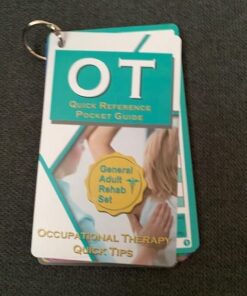 OT
Quick Reference
Pocket Guide
General
Adult
Rehab
Set
Occupational Therapy
Quick Tips